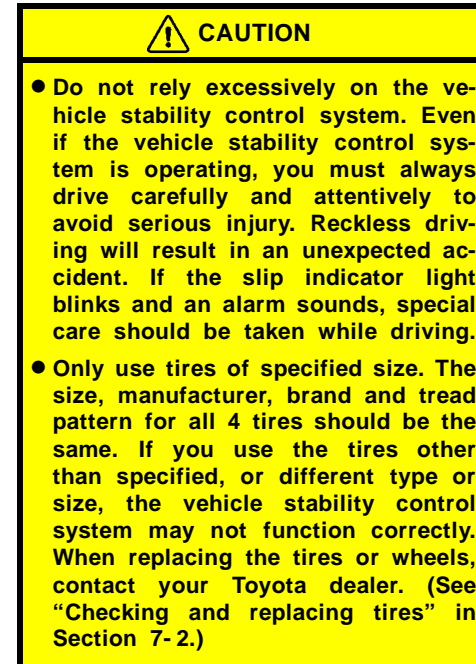 CAUTION
● Do not rely excessively on the ve-
hicle stability control system. Even
if the vehicle stability control sys-
tem is operating, you must always
drive carefully and attentively to
avoid serious injury. Reckless driv-
ing will result in an unexpected ac-
cident. If the slip indicator light
blinks and an alarm sounds, special
care should be taken while driving.
● Only use tires of specified size. The
size, manufacturer, brand and tread
pattern for all 4 tires should be the
same. If you use the tires other
than specified, or different type or
size, the vehicle stability control
system may not function correctly.
When replacing the tires or wheels,
contact your Toyota dealer. (See
“Checking and replacing tires” in
Section 7- 2.)